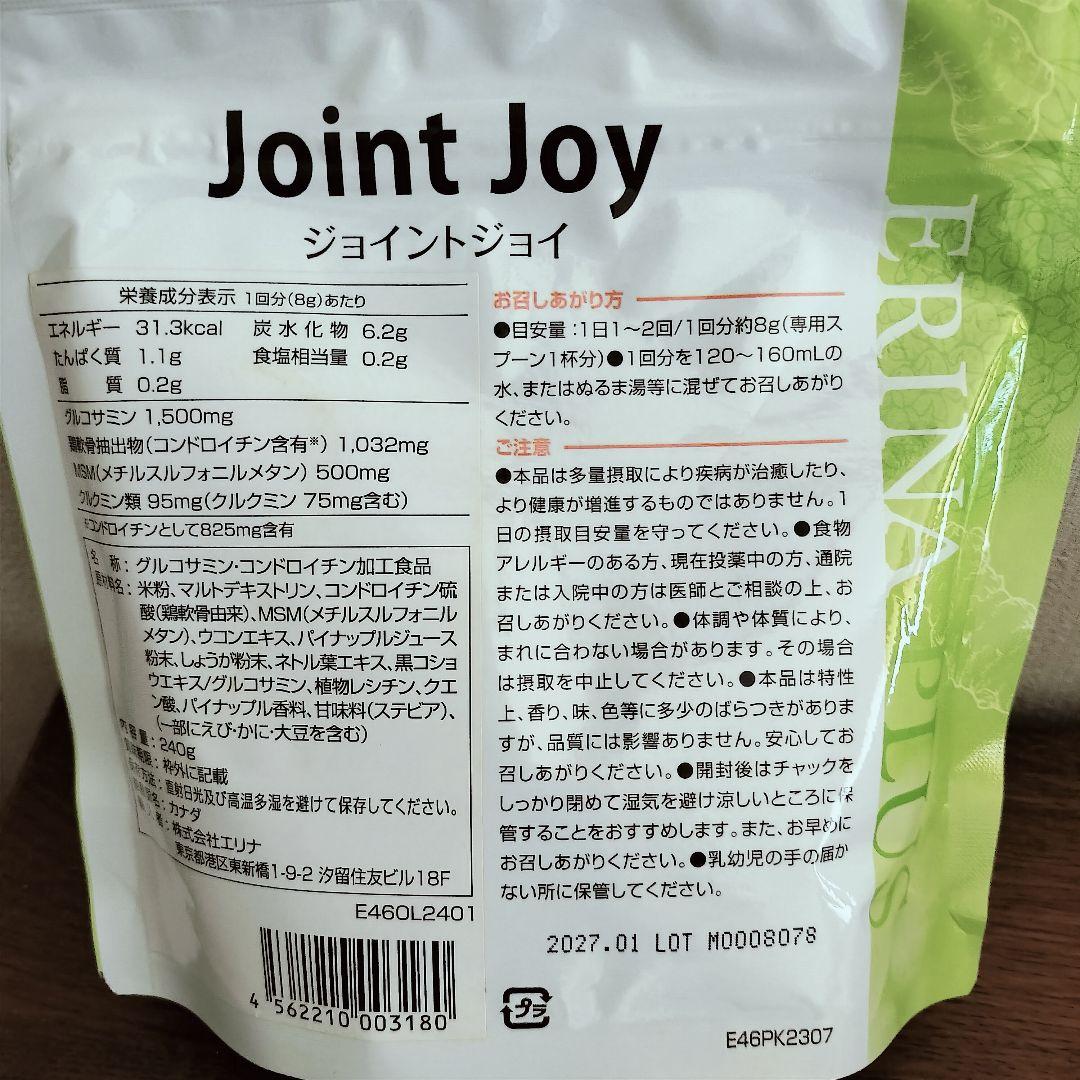 Joint Joy
ジョイントジョイ
栄養成分表示 1回分(8g)あたり
エネルギー 31.3kcal 炭水化物 6.2g
たんぱく質 1.1g 食塩相当量 0.2g
脂質 0.2g
グルコサミン 1,500mg
鶏軟骨抽出物(コンドロイチン含有※) 1,032mg
MSM(メチルスルフォニルメタン) 500mg
クルクミン類 95mg(クルクミン 75mg含む)
※コンドロイチンとして825mg含有
名称:グルコサミン・コンドロイチン加工食品
原材料名:米粉、マルトデキストリン、コンドロイチン硫
酸(鶏軟骨由来)、MSM(メチルスルフォニル
メタン)、ウコンエキス、パイナップルジュース
粉末、しょうが粉末、ネトル葉エキス、黒コショ
ウエキス/グルコサミン、植物レシチン、クエ
ン酸、パイナップル香料、甘味料(ステビア)、
(一部にえび・かに・大豆を含む)
内容量:240g
枠外に記載
保存方法:直射日光及び高温多湿を避けて保存してください。
カナダ
株式会社エリナ
東京都港区東新橋1-9-2 汐留住友ビル18F
E46OL2401
4 562210 003180
お召しあがり方
●目安量:1日1〜2回/1回分約8g(専用ス
プーン1杯分)●1回分を120〜160mLの
水、またはぬるま湯等に混ぜてお召しあがり
ください。
ご注意
●本品は多量摂取により疾病が治癒したり、
より健康が増進するものではありません。1
日の摂取目安量を守ってください。●食物
アレルギーのある方、現在投薬中の方、通院
または入院中の方は医師とご相談の上、お
召しあがりください。●体調や体質により、
まれに合わない場合があります。その場合
は摂取を中止してください。●本品は特性
上、香り、味、色等に多少のばらつきがありま
すが、品質には影響ありません。安心してお
召しあがりください。●開封後はチャックを
しっかり閉めて湿気を避け涼しいところに保
管することをおすすめします。また、お早めに
お召しあがりください。●乳幼児の手の届か
ない所に保管してください。
2027.01 LOT M0008078
プラ
E46PK2307
ERINA PLUS